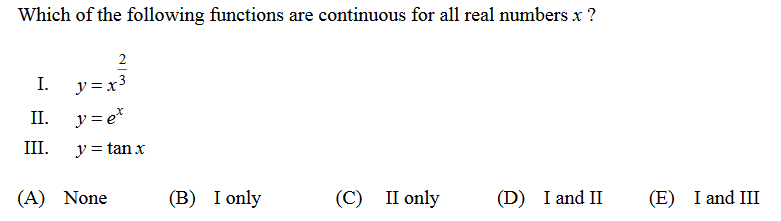 Which of the following functions are continuous for all real numbers x ?
I. y = x^(2/3)
II. y = e^x
III. y = tan x
(A) None (B) I only (C) II only (D) I and II (E) I and III